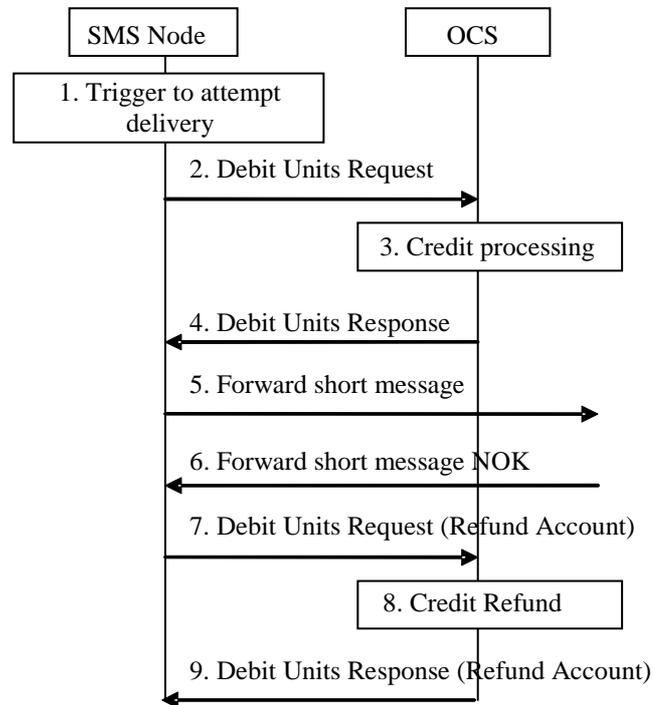 SMS Node
OCS
1. Trigger to attempt
delivery
2. Debit Units Request
3. Credit processing
4. Debit Units Response
5. Forward short message
6. Forward short message NOK
7. Debit Units Request (Refund Account)
8. Credit Refund
9. Debit Units Response (Refund Account)